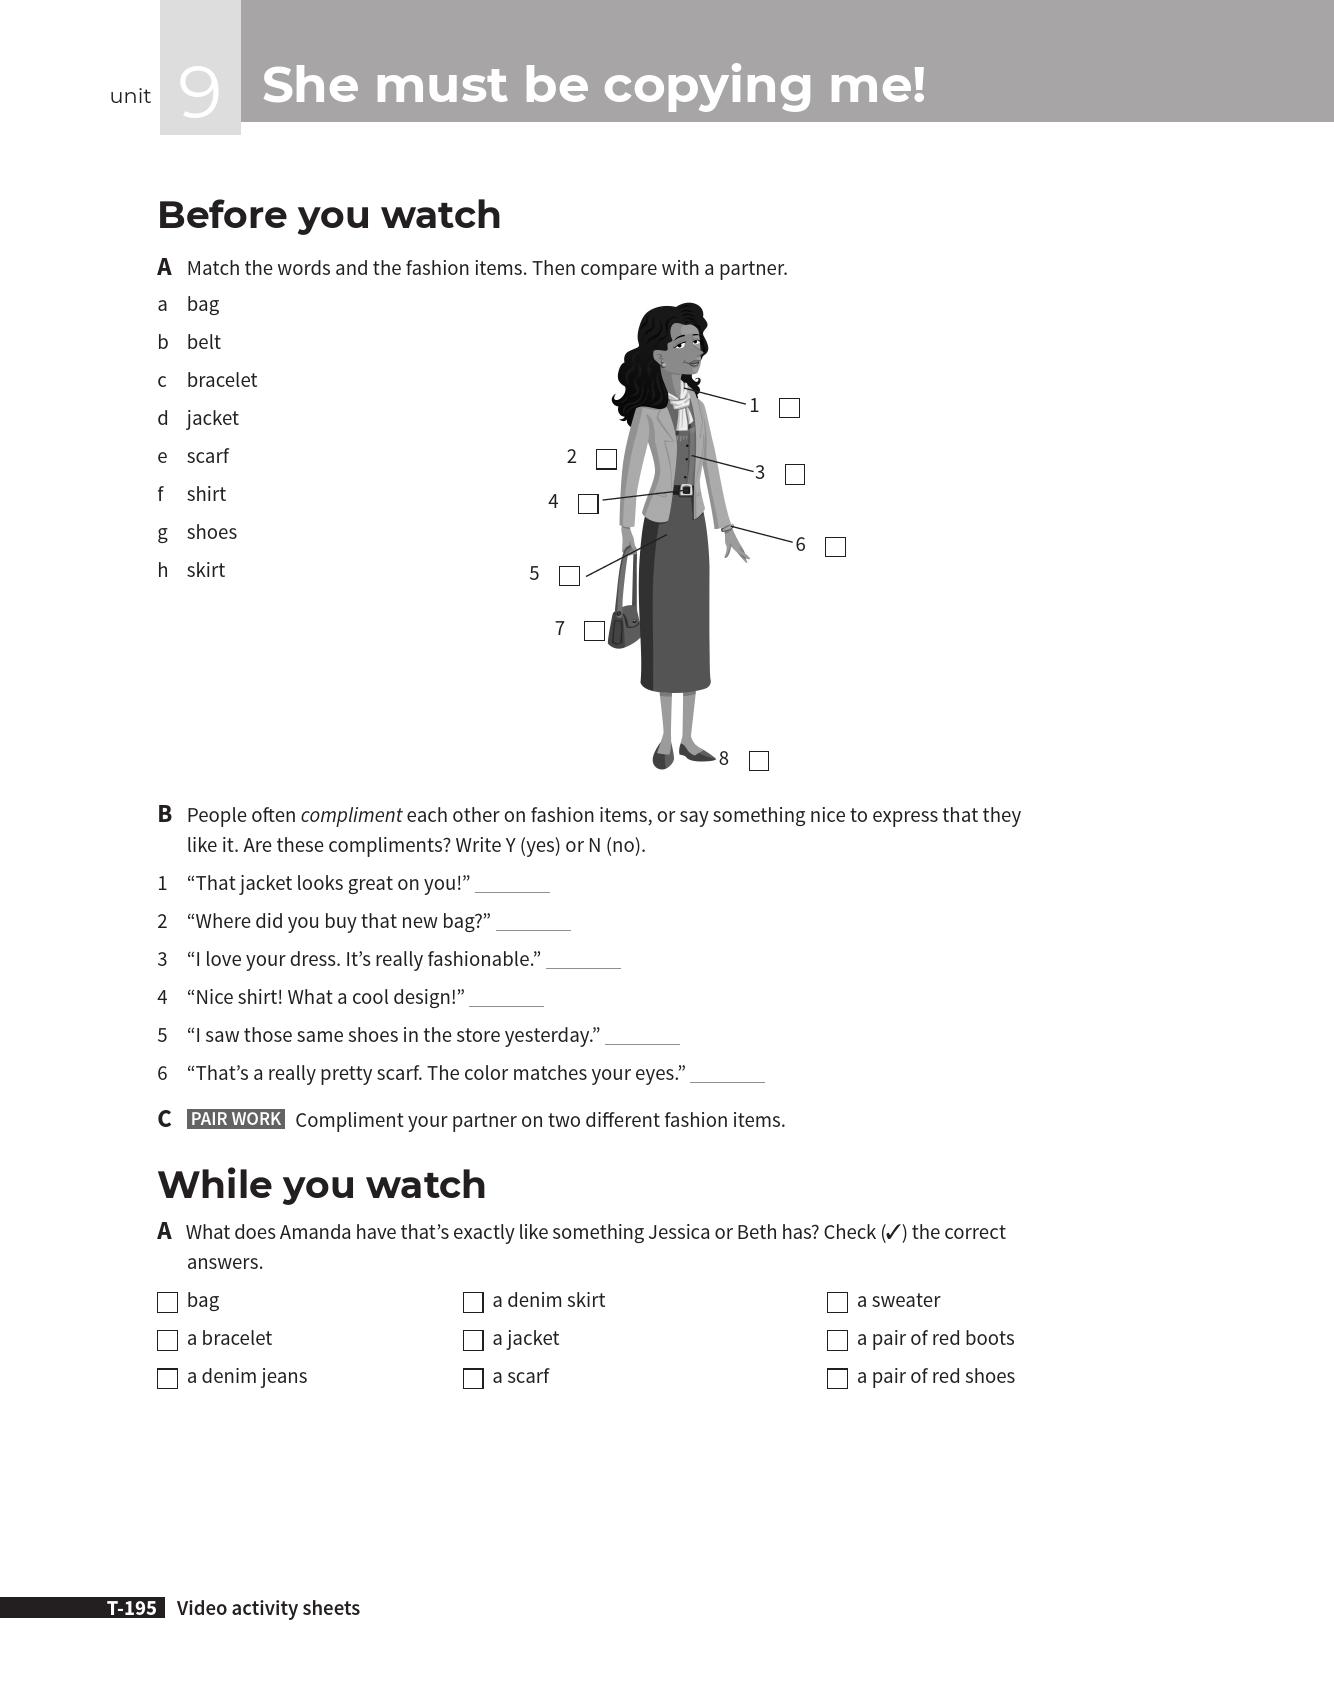 unit 9 She must be copying me!
Before you watch
A Match the words and the fashion items. Then compare with a partner.
a bag
b belt
c bracelet
d jacket
e scarf
f shirt
g shoes
h skirt
1
2
3
4
6
5
7
8
B People often compliment each other on fashion items, or say something nice to express that they
like it. Are these compliments? Write Y (yes) or N (no).
1 “That jacket looks great on you!” _______
2 “Where did you buy that new bag?” _______
3 “I love your dress. It’s really fashionable.” _______
4 “Nice shirt! What a cool design!” _______
5 “I saw those same shoes in the store yesterday.” _______
6 “That’s a really pretty scarf. The color matches your eyes.” _______
C PAIR WORK Compliment your partner on two different fashion items.
While you watch
A What does Amanda have that’s exactly like something Jessica or Beth has? Check (✓) the correct
answers.
bag a denim skirt a sweater
a bracelet a jacket a pair of red boots
a denim jeans a scarf a pair of red shoes
T-195 Video activity sheets